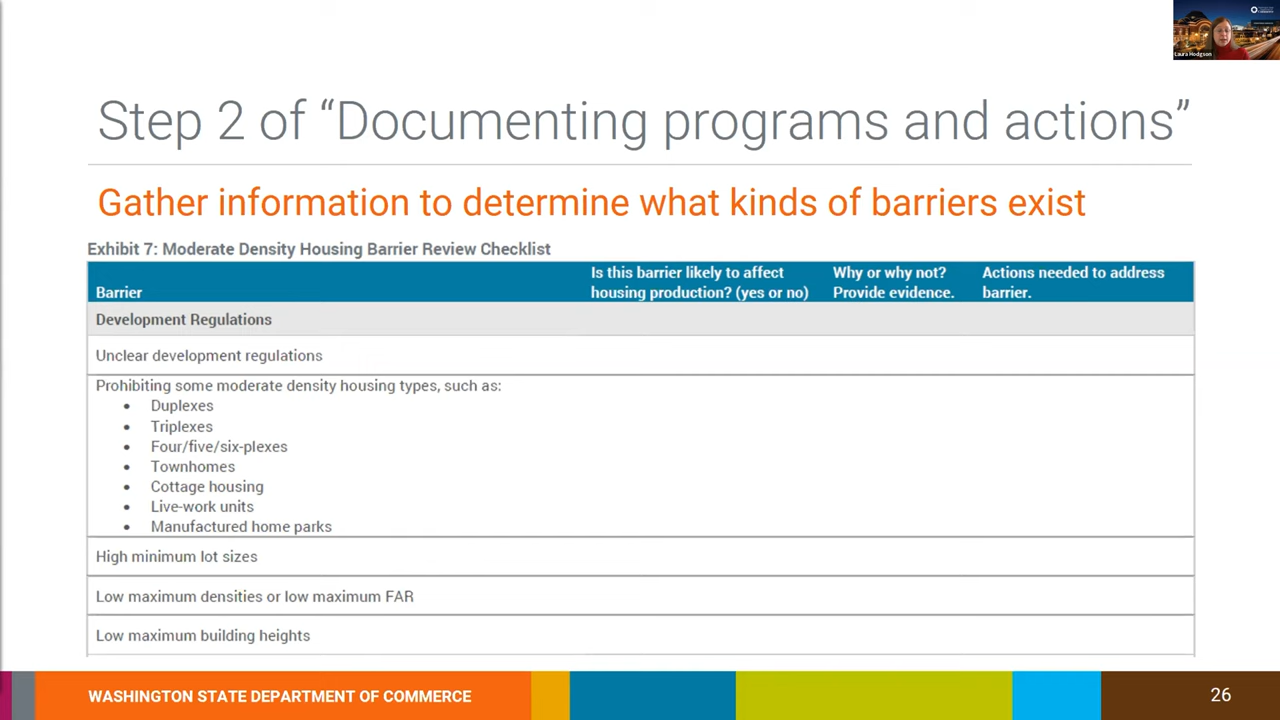 Laura Hodgson
Step 2 of “Documenting programs and actions”
Gather information to determine what kinds of barriers exist
Exhibit 7: Moderate Density Housing Barrier Review Checklist
Barrier
Is this barrier likely to affect
housing production? (yes or no)
Why or why not?
Provide evidence.
Actions needed to address
barrier.
Development Regulations
Unclear development regulations
Prohibiting some moderate density housing types, such as:
• Duplexes
• Triplexes
• Four/five/six-plexes
• Townhomes
• Cottage housing
• Live-work units
• Manufactured home parks
High minimum lot sizes
Low maximum densities or low maximum FAR
Low maximum building heights
WASHINGTON STATE DEPARTMENT OF COMMERCE
26